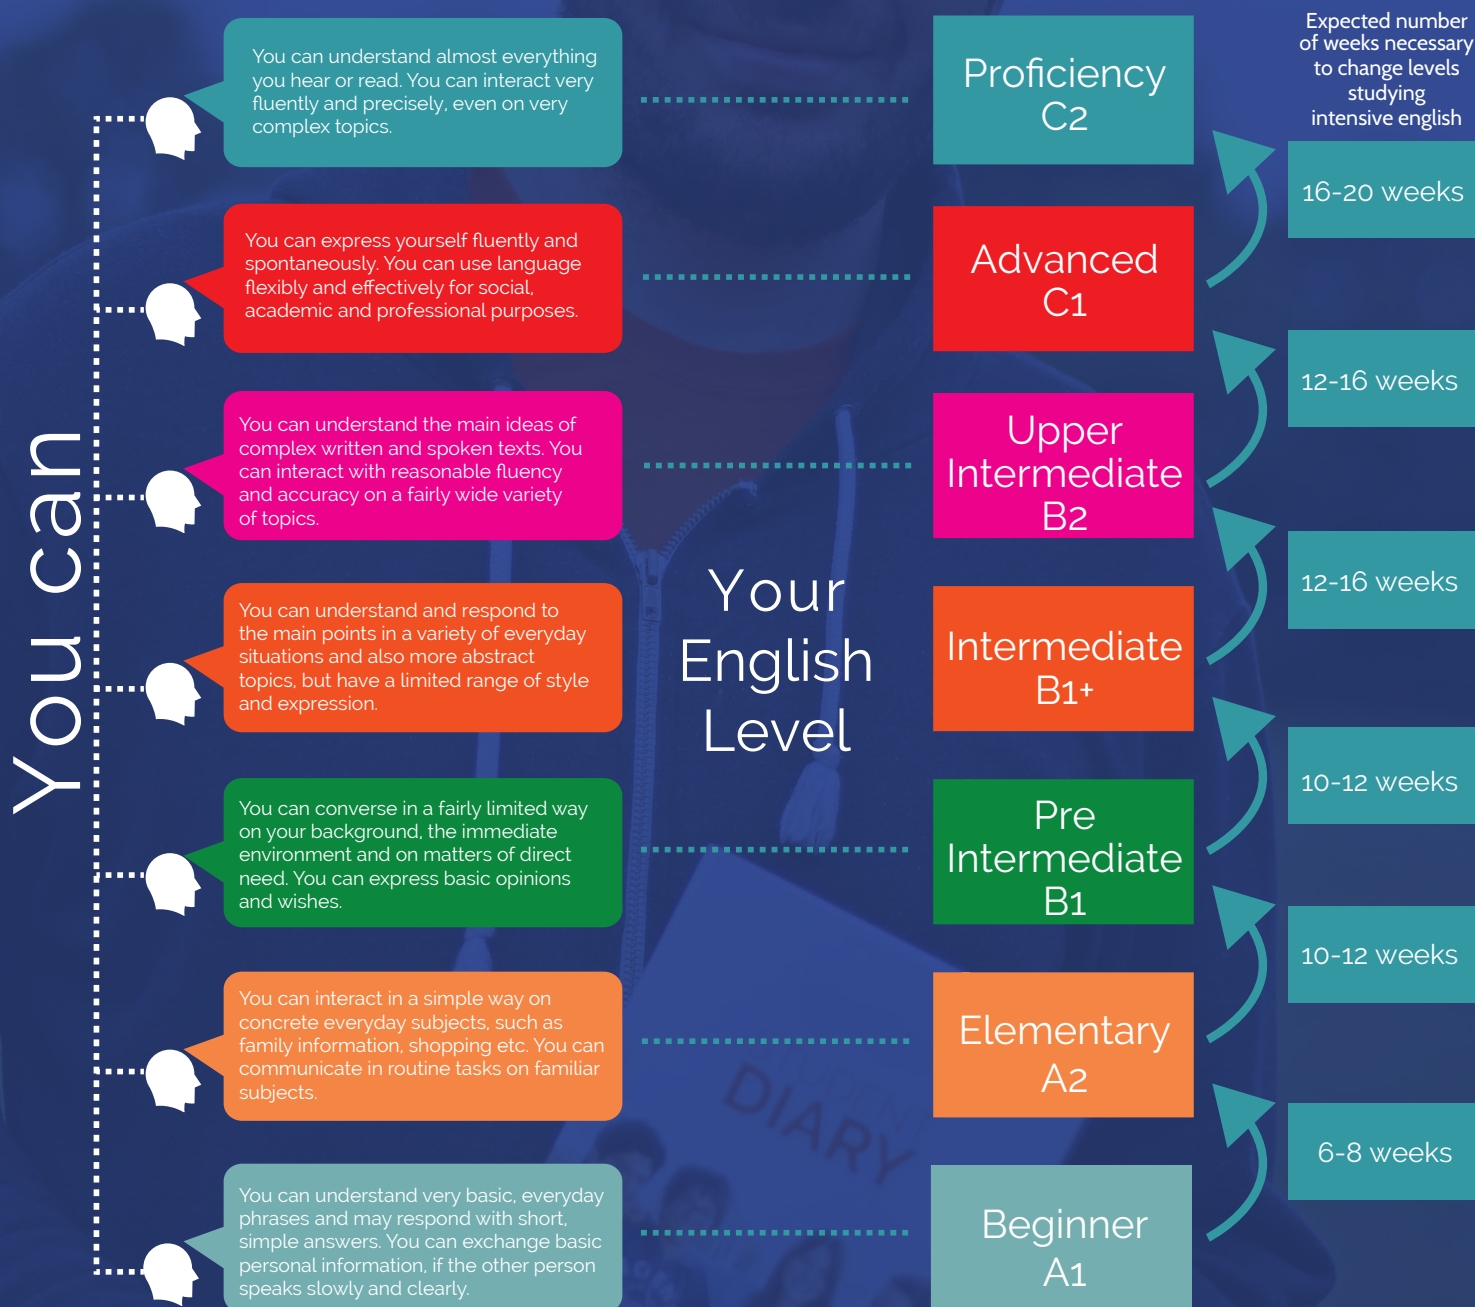 You can
You can understand almost everything
you hear or read. You can interact very
fluently and precisely, even on very
complex topics.
Proficiency
C2
Expected number
of weeks necessary
to change levels
studying
intensive english
16-20 weeks
You can express yourself fluently and
spontaneously. You can use language
flexibly and effectively for social,
academic and professional purposes.
Advanced
C1
12-16 weeks
You can understand the main ideas of
complex written and spoken texts. You
can interact with reasonable fluency
and accuracy on a fairly wide variety
of topics.
Upper
Intermediate
B2
12-16 weeks
Your
English
Level
You can understand and respond to
the main points in a variety of everyday
situations and also more abstract
topics, but have a limited range of style
and expression.
Intermediate
B1+
10-12 weeks
You can converse in a fairly limited way
on your background, the immediate
environment and on matters of direct
need. You can express basic opinions
and wishes.
Pre
Intermediate
B1
10-12 weeks
You can interact in a simple way on
concrete everyday subjects, such as
family information, shopping etc. You can
communicate in routine tasks on familiar
subjects.
Elementary
A2
6-8 weeks
DIARY
You can understand very basic, everyday
phrases and may respond with short,
simple answers. You can exchange basic
personal information, if the other person
speaks slowly and clearly.
Beginner
A1